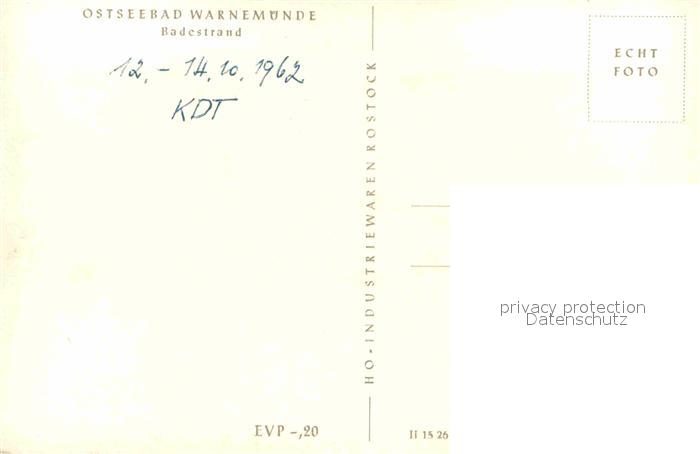 OSTSEEBAD WARNEMÜNDE
Badestrand
12. - 14. 10. 1962
KDT
HO-INDUSTRIEWAREN ROSTOCK
ECHT
FOTO
privacy protection
Datenschutz
EVP -,20
II 15 26